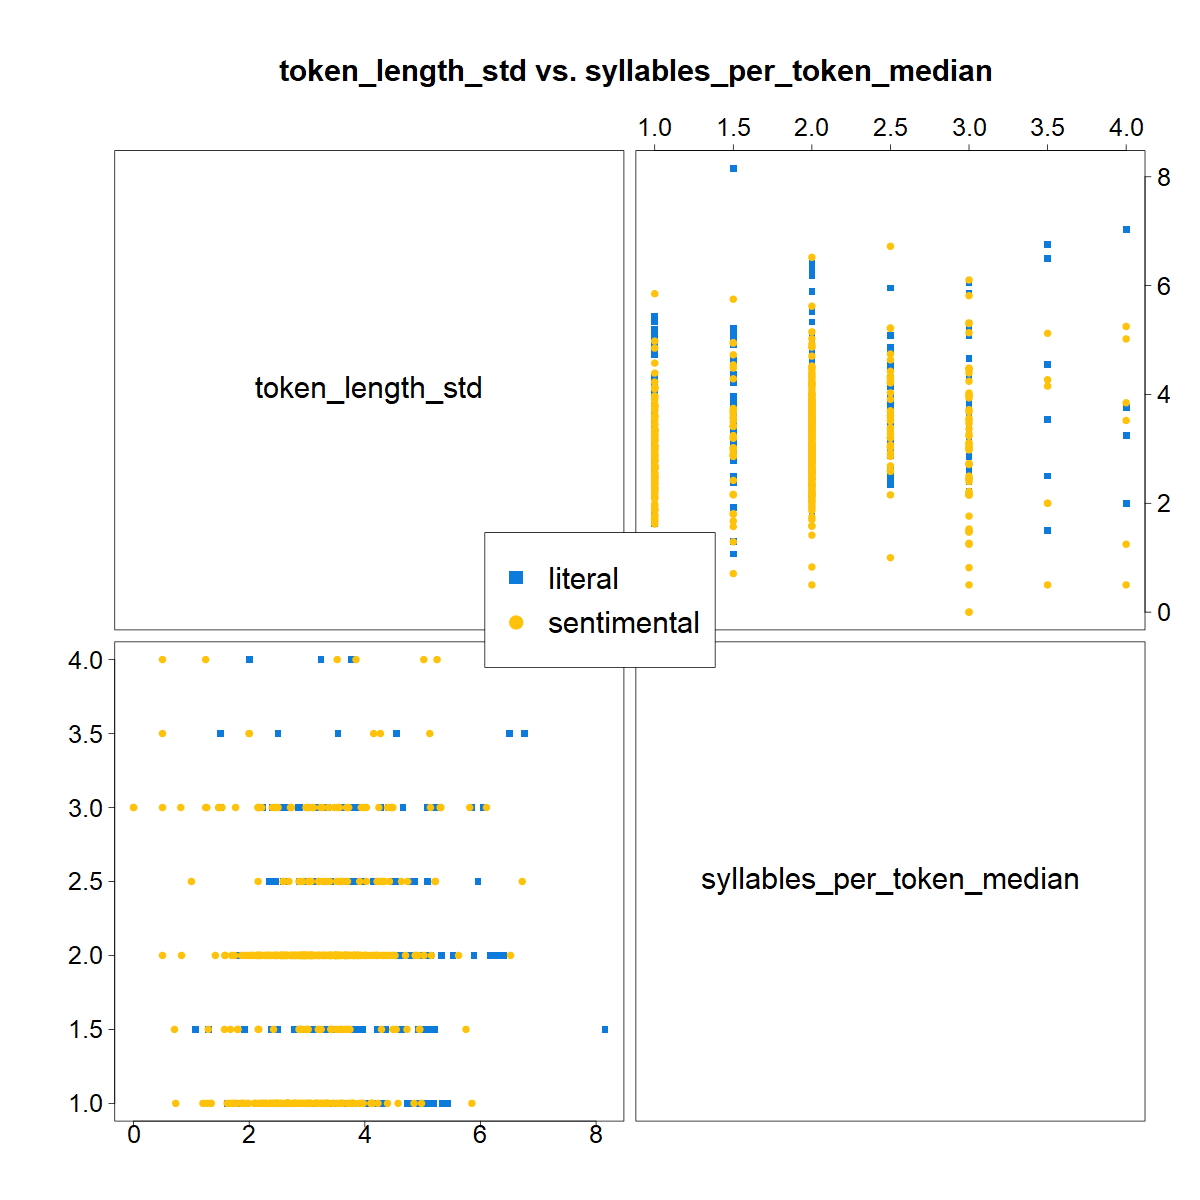 token_length_std vs. syllables_per_token_median
1.0 1.5 2.0 2.5 3.0 3.5 4.0
token_length_std
8
6
4
2
0
literal
sentimental
4.0
3.5
3.0
2.5
2.0
1.5
1.0
syllables_per_token_median
0 2 4 6 8